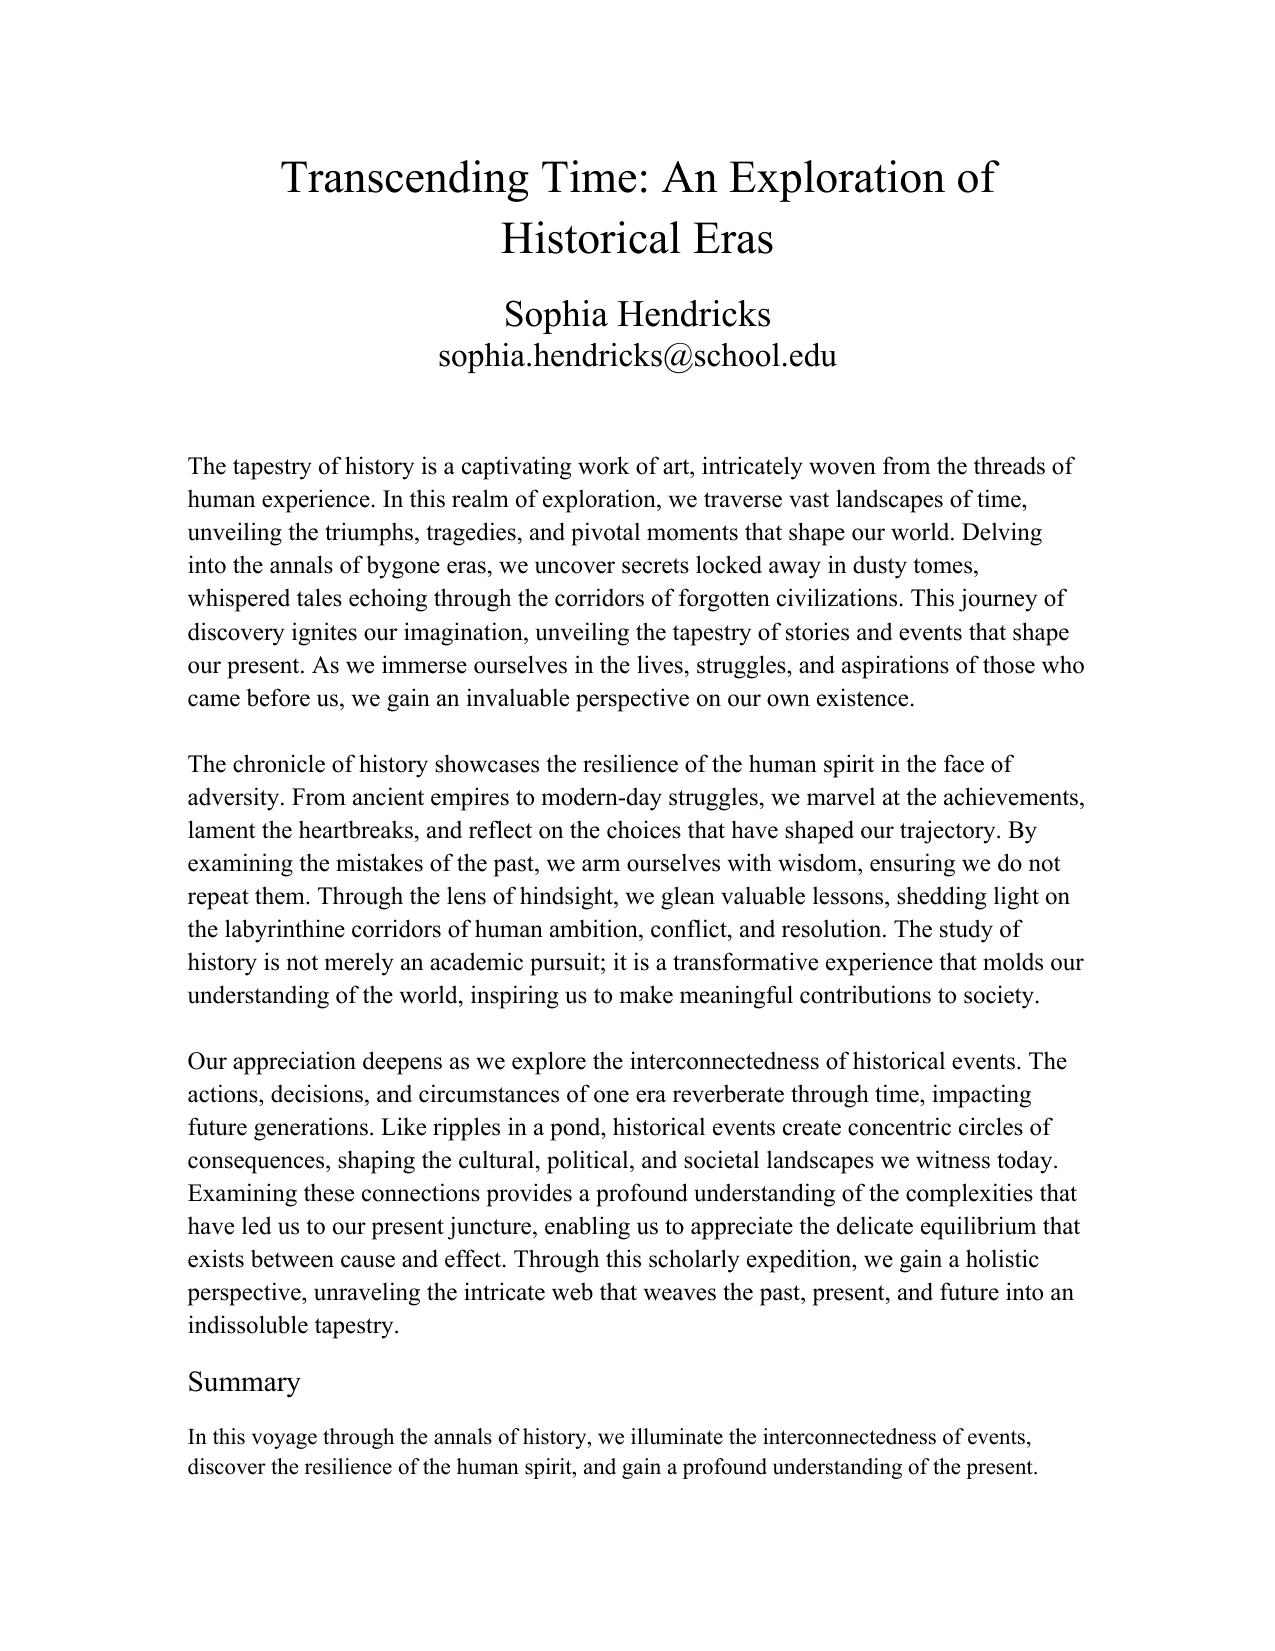 Transcending Time: An Exploration of
Historical Eras
Sophia Hendricks
sophia.hendricks@school.edu
The tapestry of history is a captivating work of art, intricately woven from the threads of
human experience. In this realm of exploration, we traverse vast landscapes of time,
unveiling the triumphs, tragedies, and pivotal moments that shape our world. Delving
into the annals of bygone eras, we uncover secrets locked away in dusty tomes,
whispered tales echoing through the corridors of forgotten civilizations. This journey of
discovery ignites our imagination, unveiling the tapestry of stories and events that shape
our present. As we immerse ourselves in the lives, struggles, and aspirations of those who
came before us, we gain an invaluable perspective on our own existence.
The chronicle of history showcases the resilience of the human spirit in the face of
adversity. From ancient empires to modern-day struggles, we marvel at the achievements,
lament the heartbreaks, and reflect on the choices that have shaped our trajectory. By
examining the mistakes of the past, we arm ourselves with wisdom, ensuring we do not
repeat them. Through the lens of hindsight, we glean valuable lessons, shedding light on
the labyrinthine corridors of human ambition, conflict, and resolution. The study of
history is not merely an academic pursuit; it is a transformative experience that molds our
understanding of the world, inspiring us to make meaningful contributions to society.
Our appreciation deepens as we explore the interconnectedness of historical events. The
actions, decisions, and circumstances of one era reverberate through time, impacting
future generations. Like ripples in a pond, historical events create concentric circles of
consequences, shaping the cultural, political, and societal landscapes we witness today.
Examining these connections provides a profound understanding of the complexities that
have led us to our present juncture, enabling us to appreciate the delicate equilibrium that
exists between cause and effect. Through this scholarly expedition, we gain a holistic
perspective, unraveling the intricate web that weaves the past, present, and future into an
indissoluble tapestry.
Summary
In this voyage through the annals of history, we illuminate the interconnectedness of events,
discover the resilience of the human spirit, and gain a profound understanding of the present.